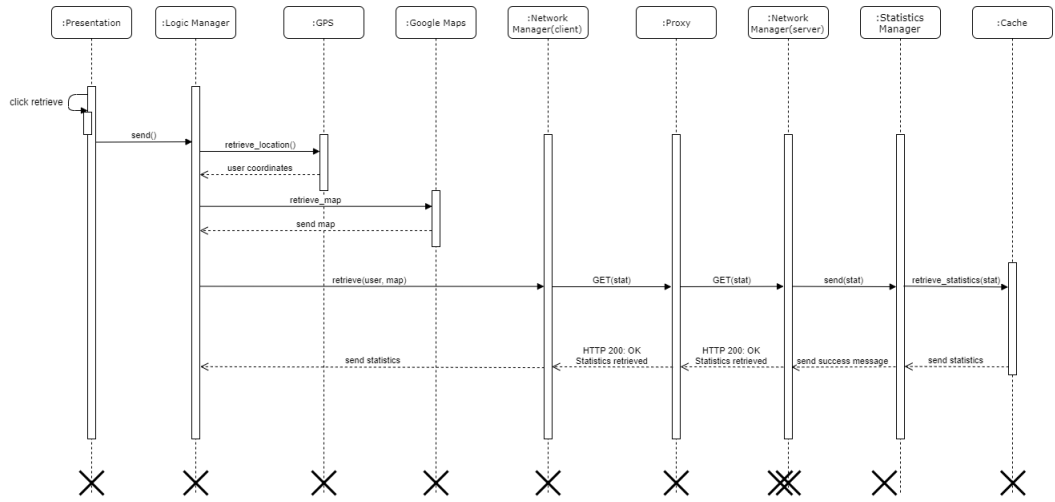 :Presentation
:Logic Manager
:GPS
:Google Maps
:Network
Manager(client)
:Proxy
:Network
Manager(server)
:Statistics
Manager
:Cache
click retrieve
send()
retrieve_location()
user coordinates
retrieve_map
send map
retrieve(user, map)
GET(stat)
GET(stat)
send(stat)
retrieve_statistics(stat)
send statistics
HTTP 200: OK
Statistics retrieved
HTTP 200: OK
Statistics retrieved
send success message
send statistics